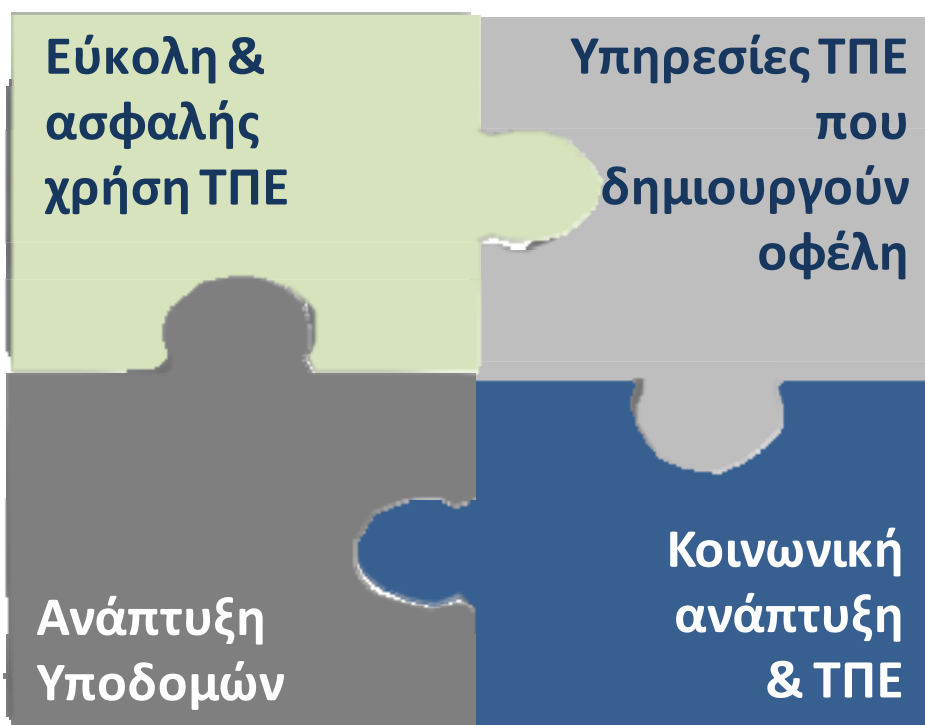 Εύκολη &
ασφαλής
χρήση ΤΠΕ
Υπηρεσίες ΤΠΕ
που
δημιουργούν
οφέλη
Ανάπτυξη
Υποδομών
Κοινωνική
ανάπτυξη
& ΤΠΕ